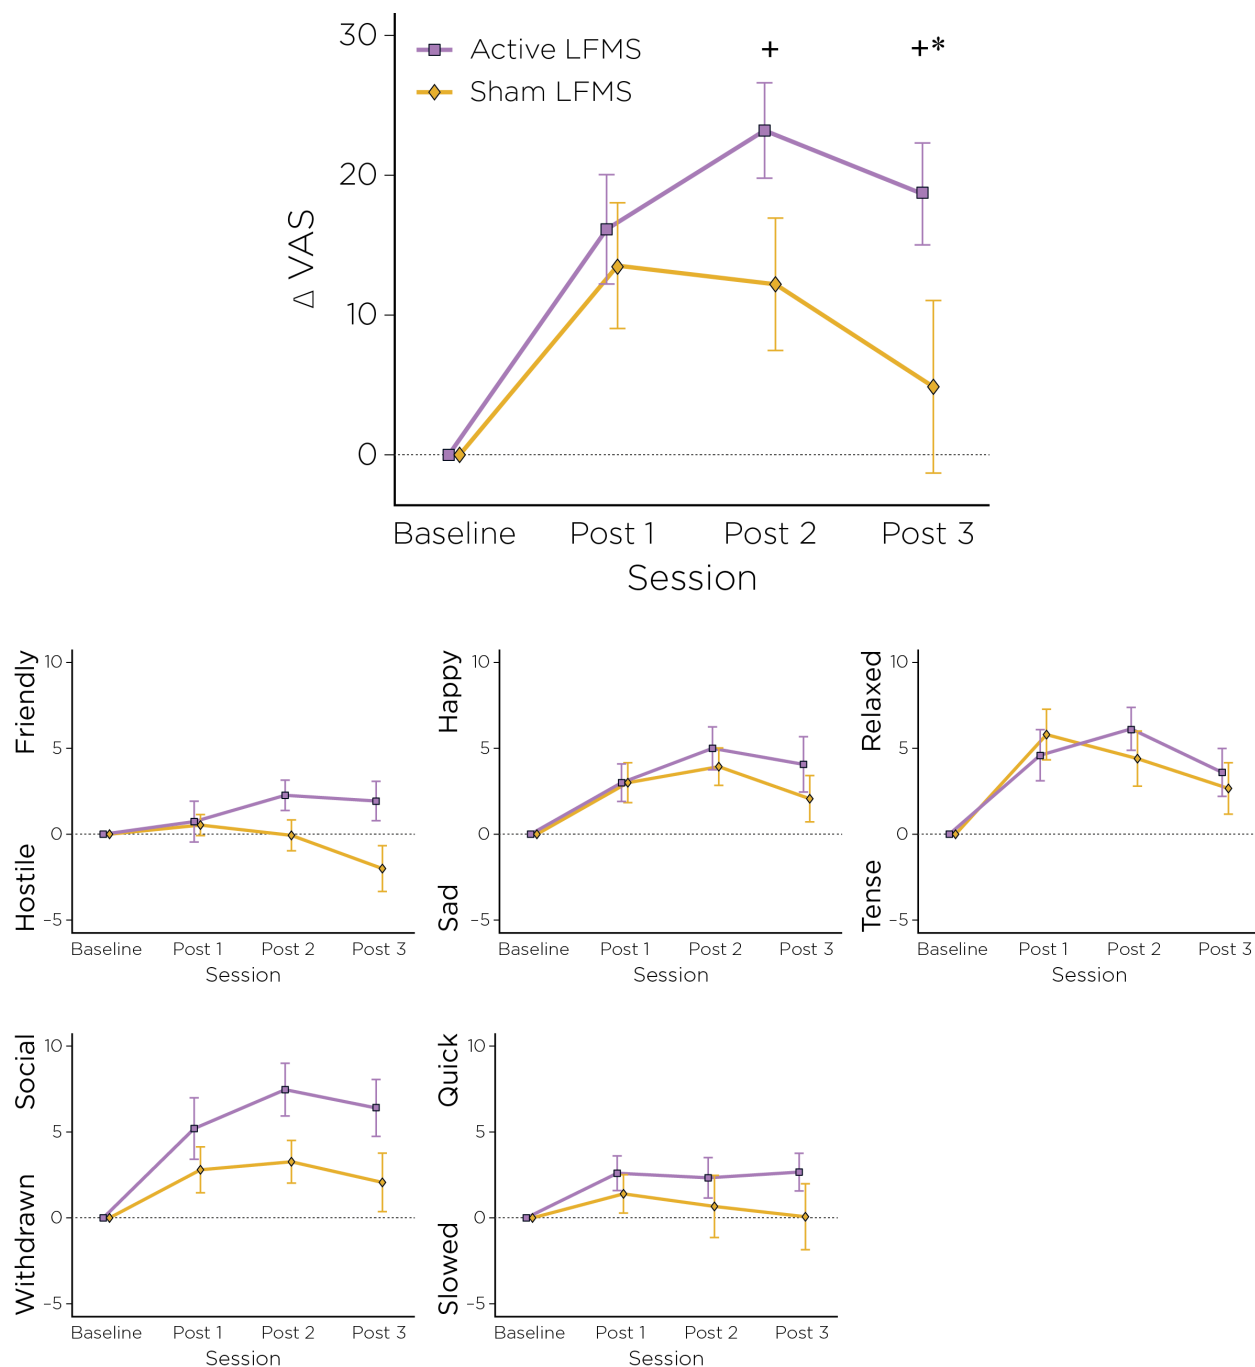 30
20
10
0
Δ VAS
Active LFMS
Sham LFMS
+
+*
Baseline Post 1 Post 2 Post 3
Session
Friendly
Hostile
10
5
0
−5
Baseline Post 1 Post 2 Post 3
Session
Happy
Sad
10
5
0
−5
Baseline Post 1 Post 2 Post 3
Session
Relaxed
Tense
10
5
0
−5
Baseline Post 1 Post 2 Post 3
Session
Social
Withdrawn
10
5
0
−5
Baseline Post 1 Post 2 Post 3
Session
Quick
Slowed
10
5
0
−5
Baseline Post 1 Post 2 Post 3
Session